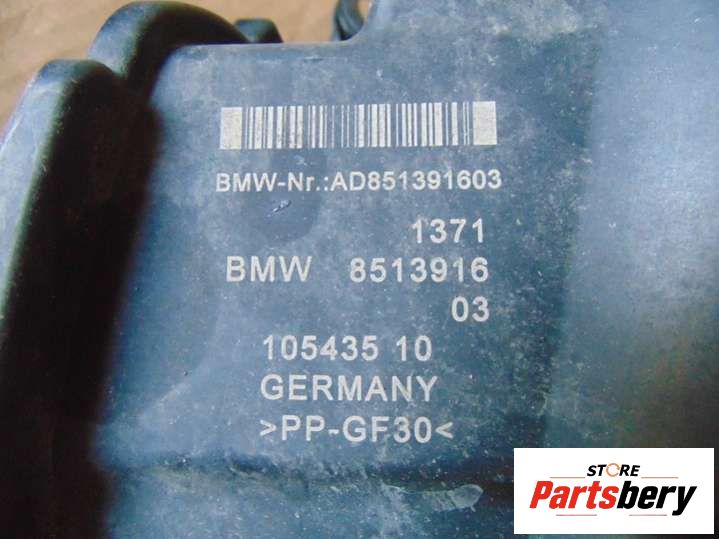 BMW-Nr.:AD851391603
1371
BMW 8513916
03
105435 10
GERMANY
>PP-GF30<
STORE
Partsbery